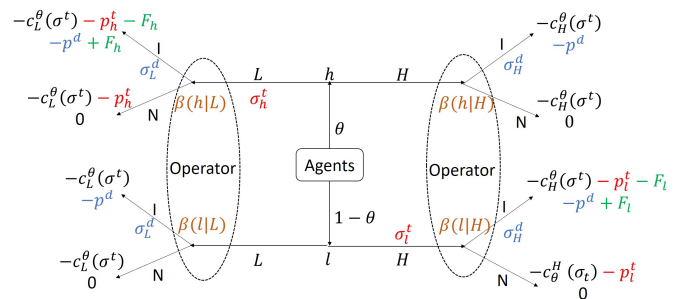 −c_L^θ(σ^t) − p_h^t − F_h
−p^d + F_h
I
σ_L^d
−c_L^θ(σ^t) − p_h^t
0
N
β(h|L)
L
σ_h^t
h
H
β(h|H)
−c_H^θ(σ^t)
−p^d
I
σ_H^d
−c_H^θ(σ^t)
0
N
θ
Operator
Agents
Operator
1 − θ
−c_L^θ(σ^t)
−p^d
I
σ_L^d
−c_L^θ(σ^t)
0
N
β(l|L)
L
l
σ_l^t
H
β(l|H)
−c_H^θ(σ^t) − p_l^t − F_l
−p^d + F_l
I
σ_H^d
−c_θ^H(σ_t) − p_l^t
0
N